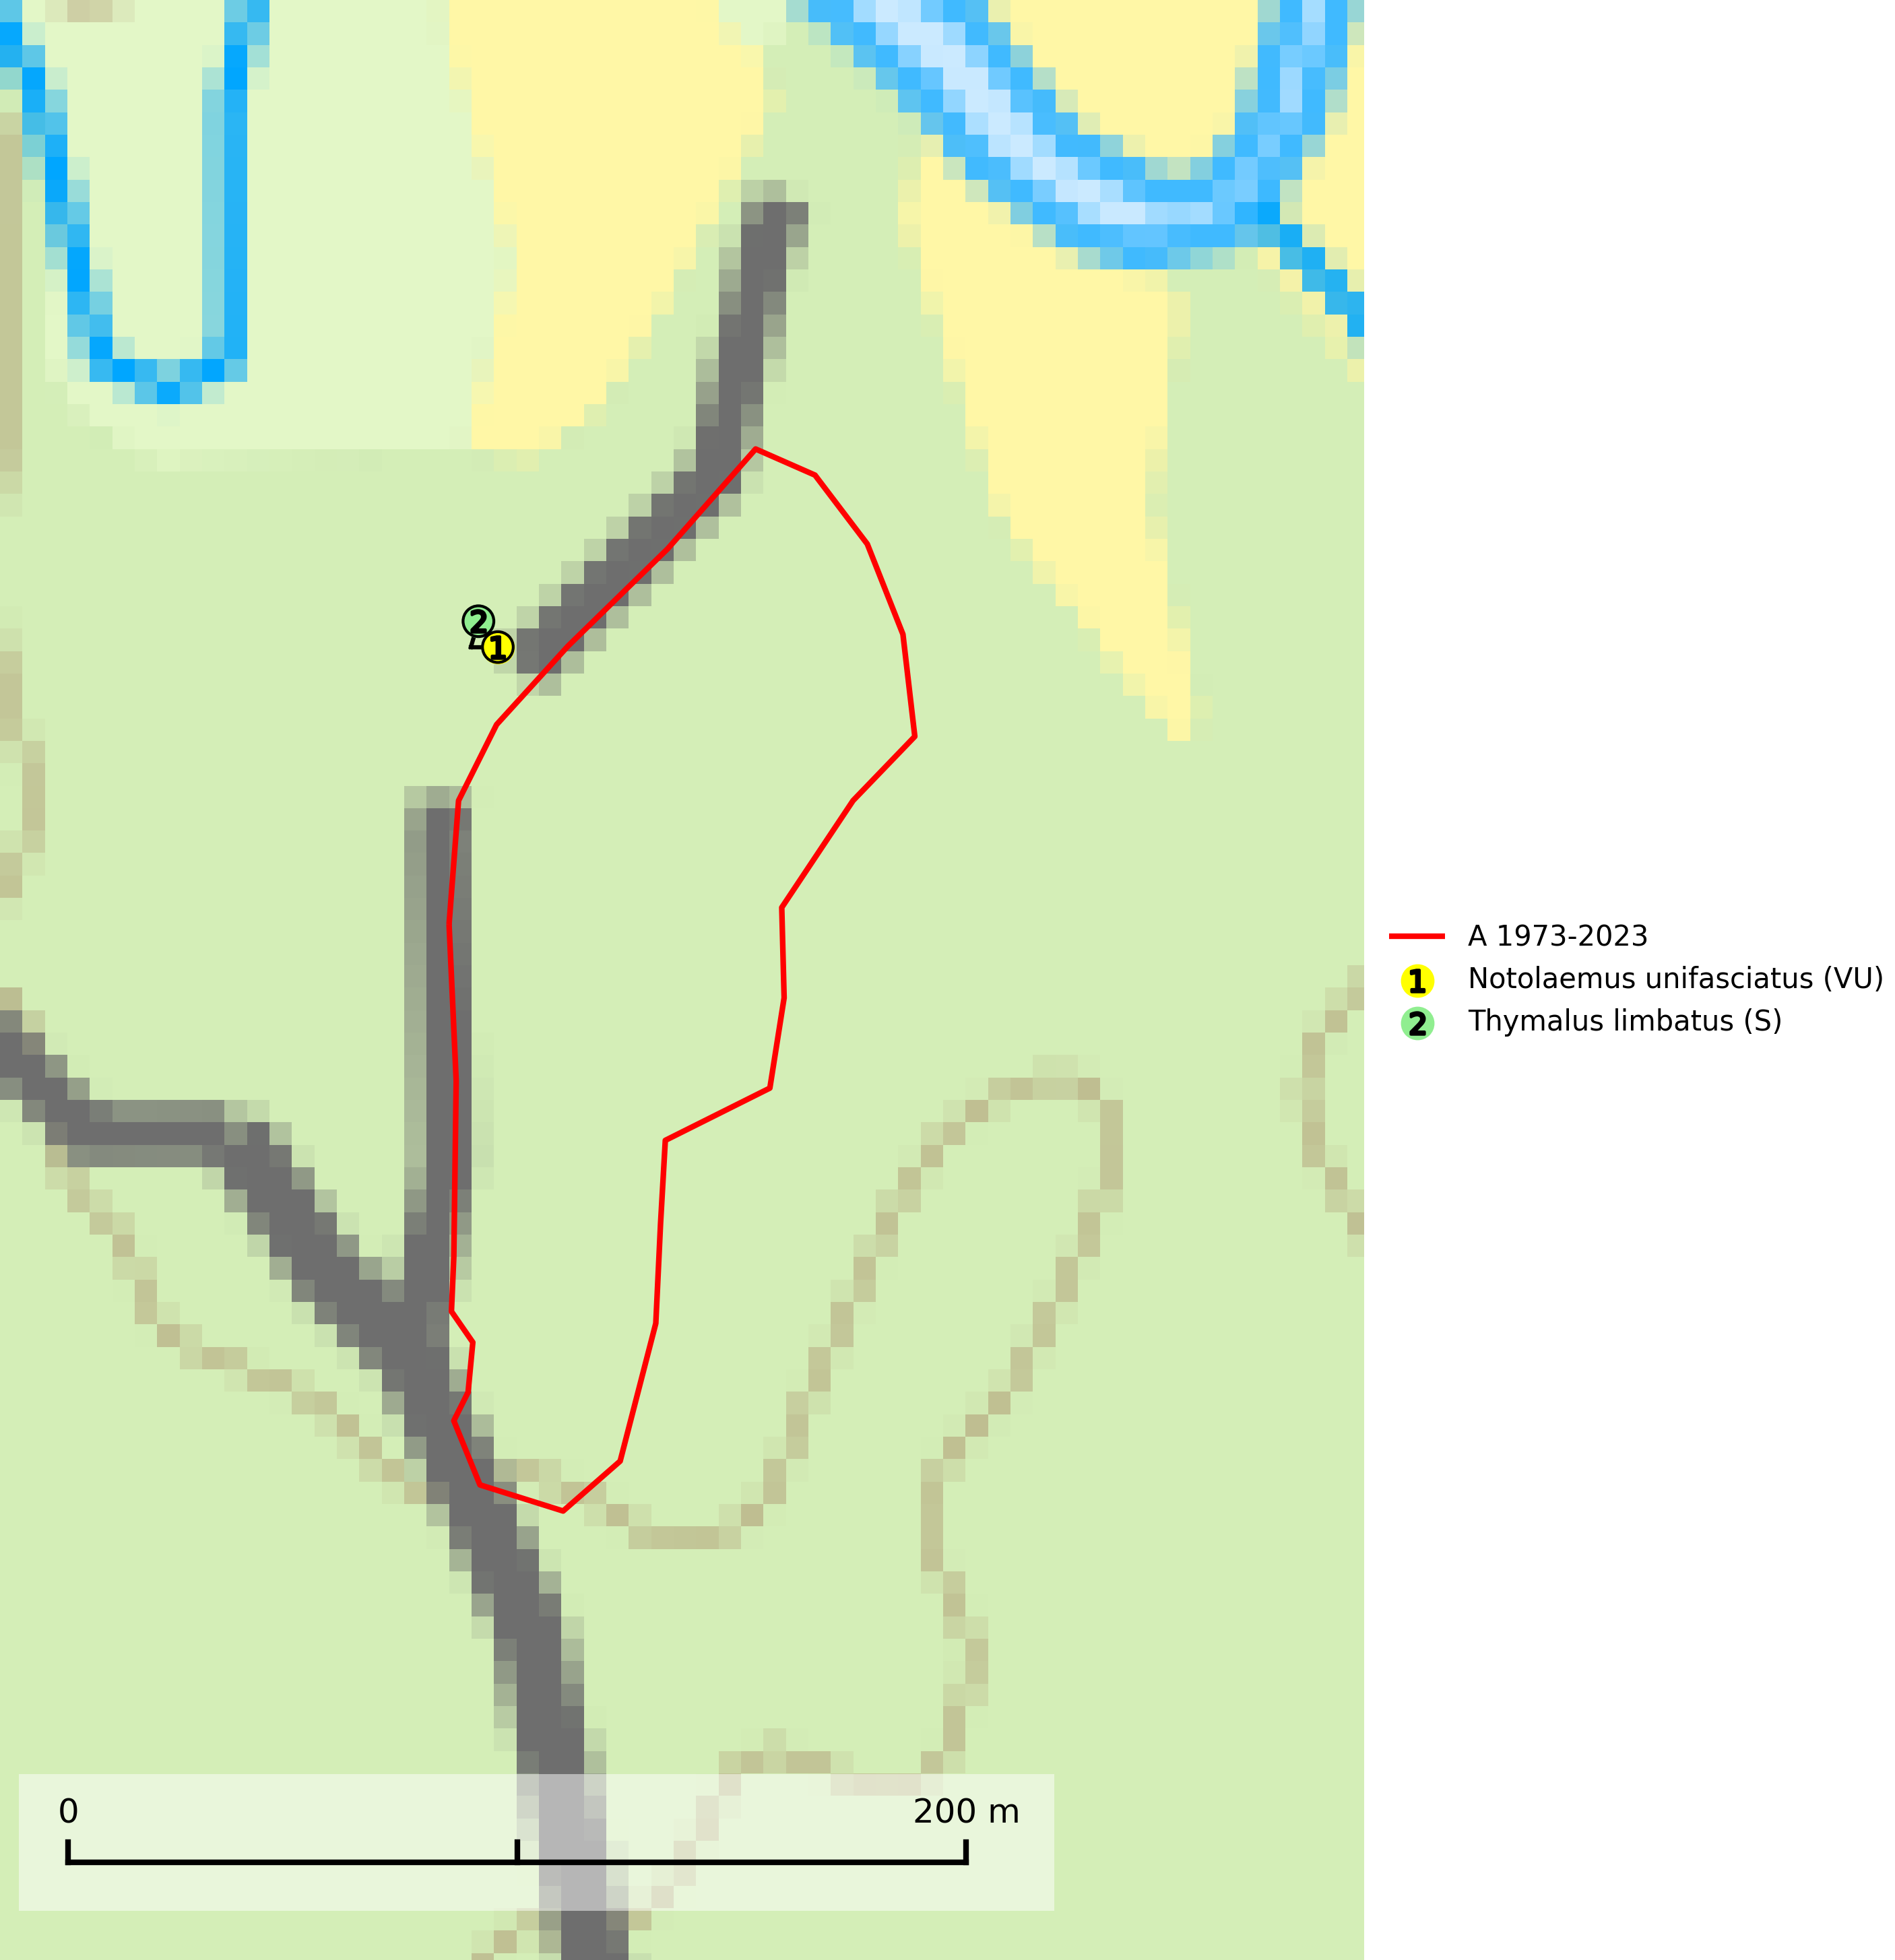 2
1
A 1973-2023
1 Notolaemus unifasciatus (VU)
2 Thymalus limbatus (S)
0 200 m